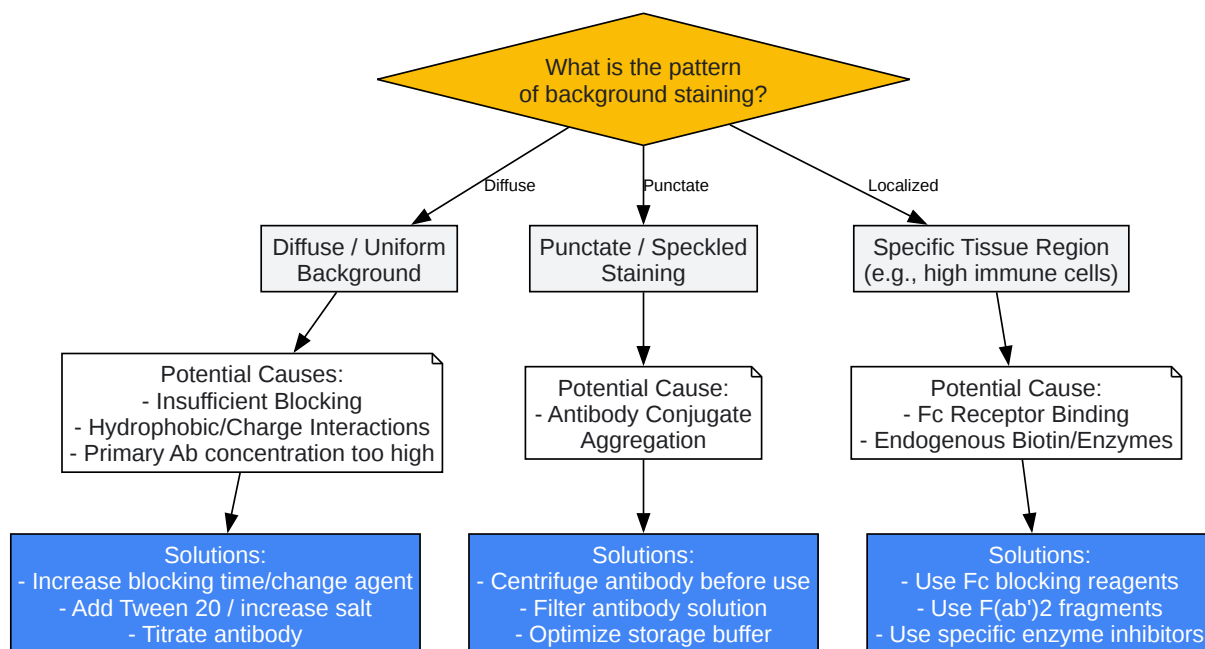 What is the pattern
of background staining?
Diffuse
Punctate
Localized
Diffuse / Uniform
Background
Punctate / Speckled
Staining
Specific Tissue Region
(e.g., high immune cells)
Potential Causes:
- Insufficient Blocking
- Hydrophobic/Charge Interactions
- Primary Ab concentration too high
Potential Cause:
- Antibody Conjugate
Aggregation
Potential Cause:
- Fc Receptor Binding
- Endogenous Biotin/Enzymes
Solutions:
- Increase blocking time/change agent
- Add Tween 20 / increase salt
- Titrate antibody
Solutions:
- Centrifuge antibody before use
- Filter antibody solution
- Optimize storage buffer
Solutions:
- Use Fc blocking reagents
- Use F(ab')2 fragments
- Use specific enzyme inhibitors